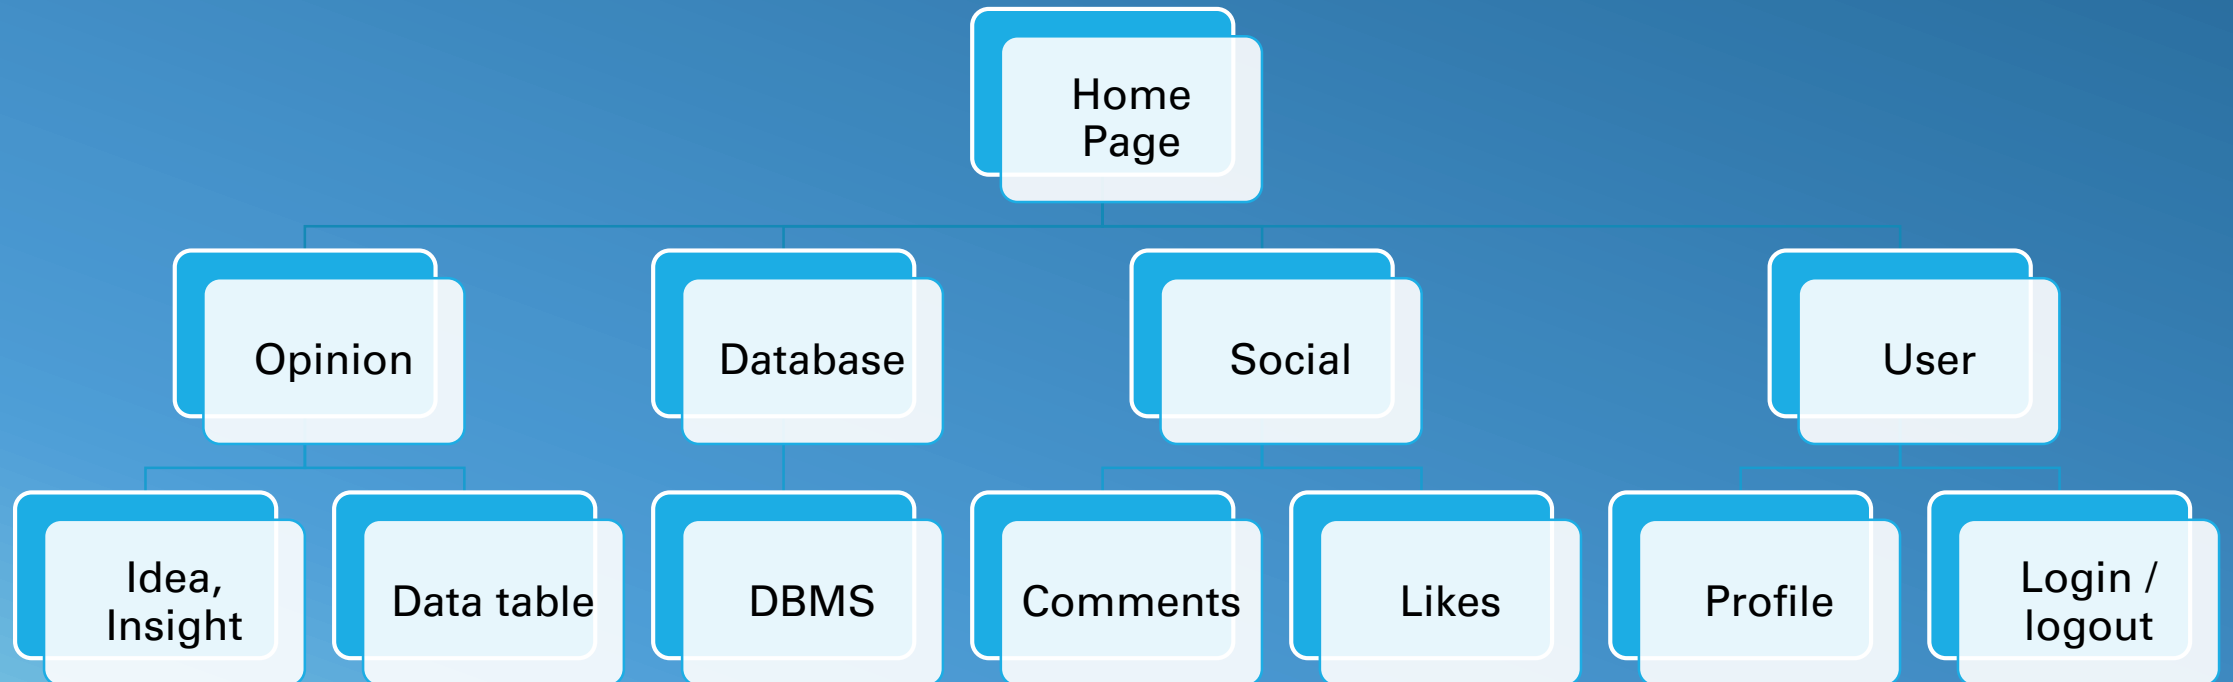 Home
Page
Opinion
Database
Social
User
Idea,
Insight
Data table
DBMS
Comments
Likes
Profile
Login /
logout